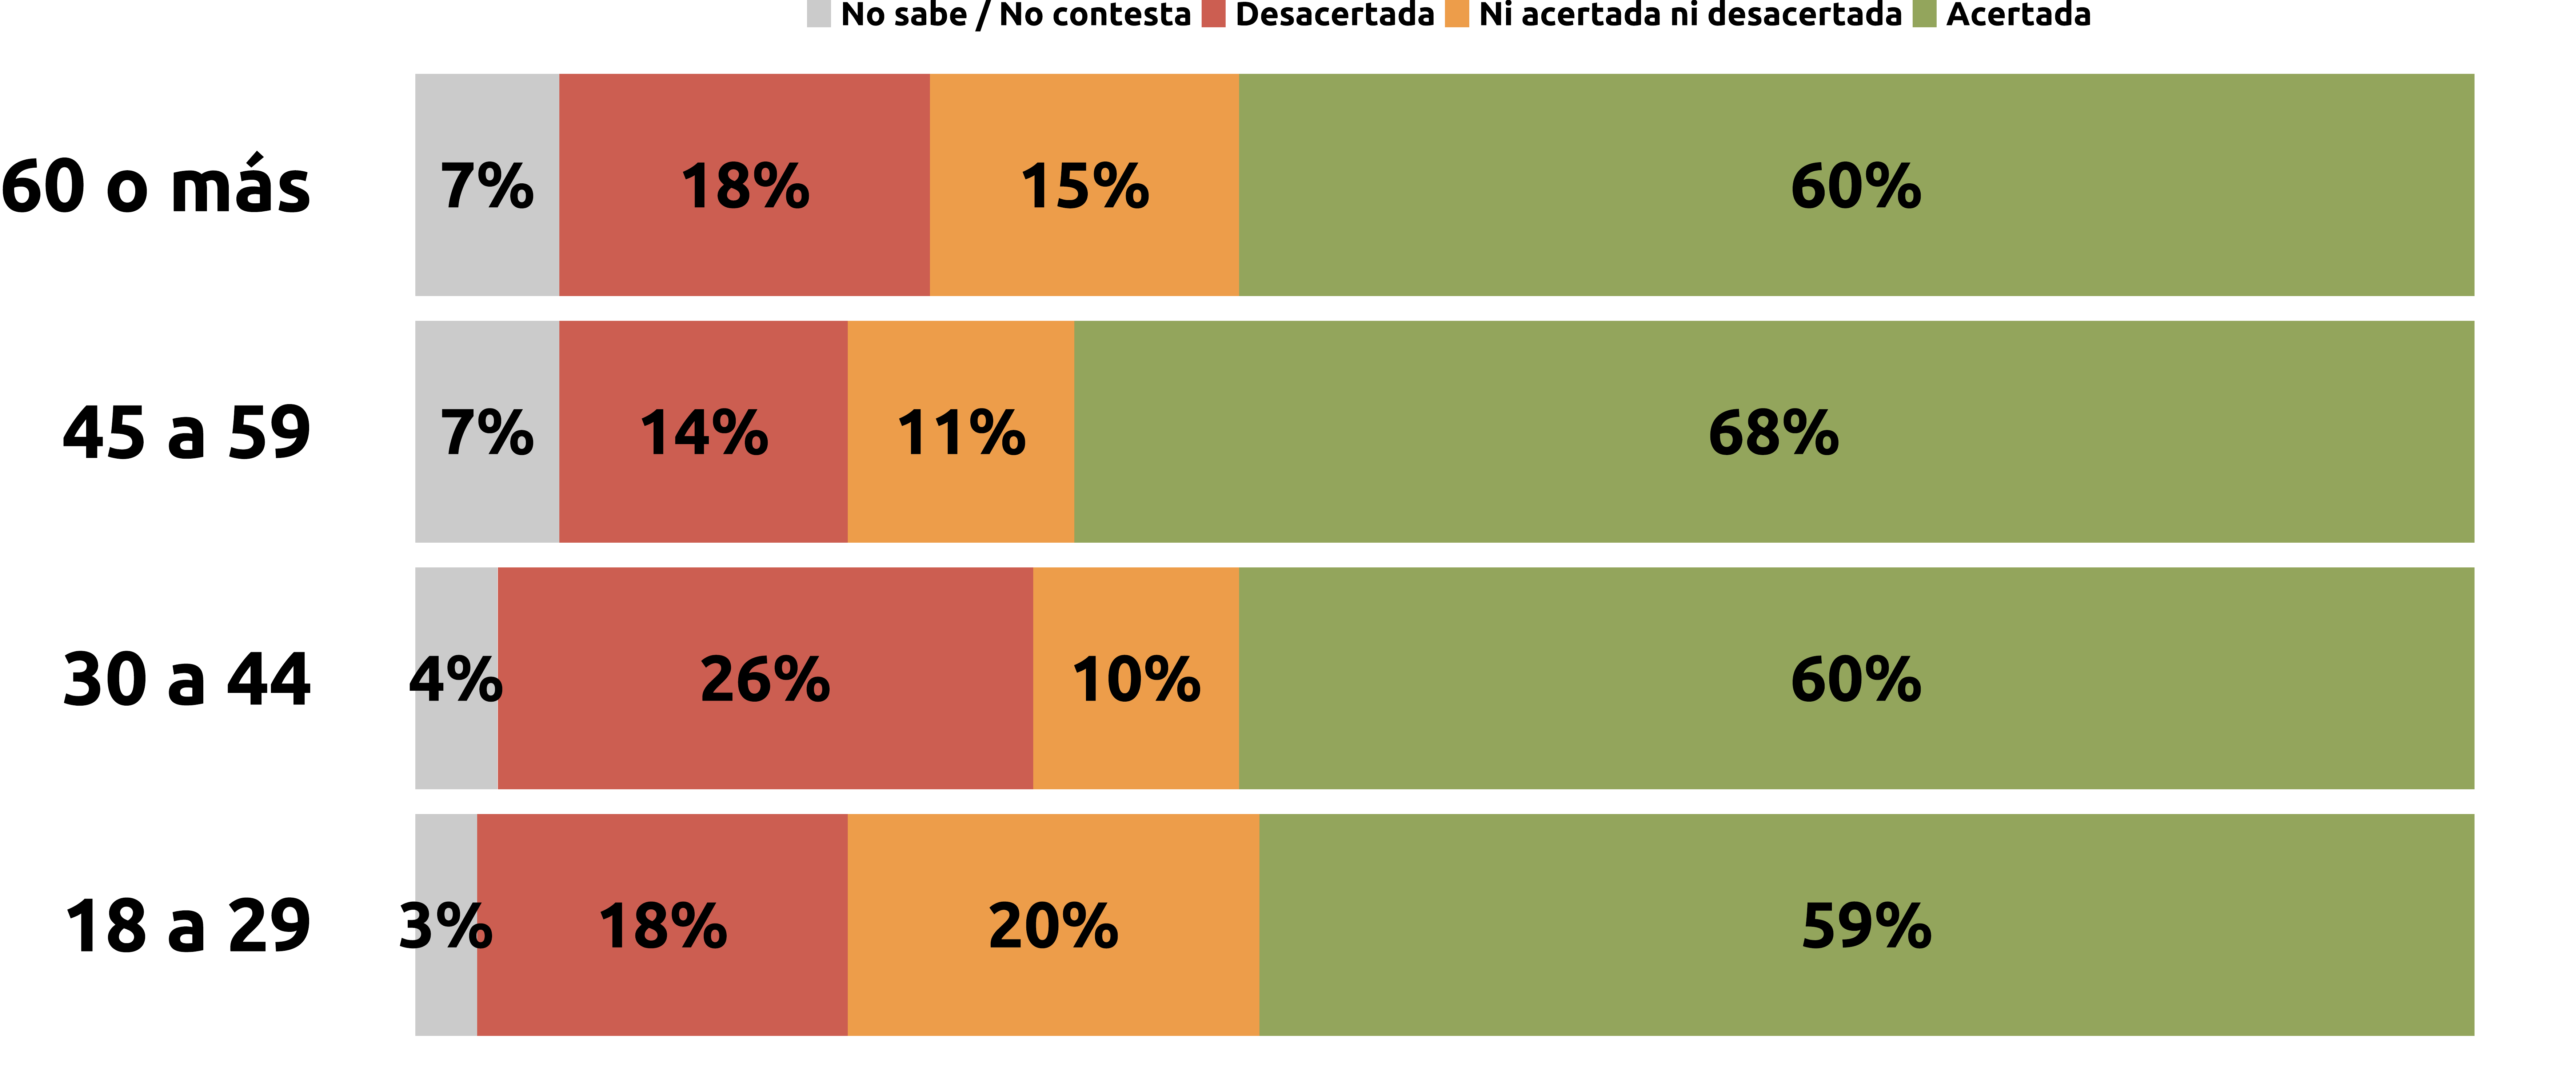 No sabe / No contesta Desacertada Ni acertada ni desacertada Acertada
60 o más 7% 18% 15% 60%
45 a 59 7% 14% 11% 68%
30 a 44 4% 26% 10% 60%
18 a 29 3% 18% 20% 59%